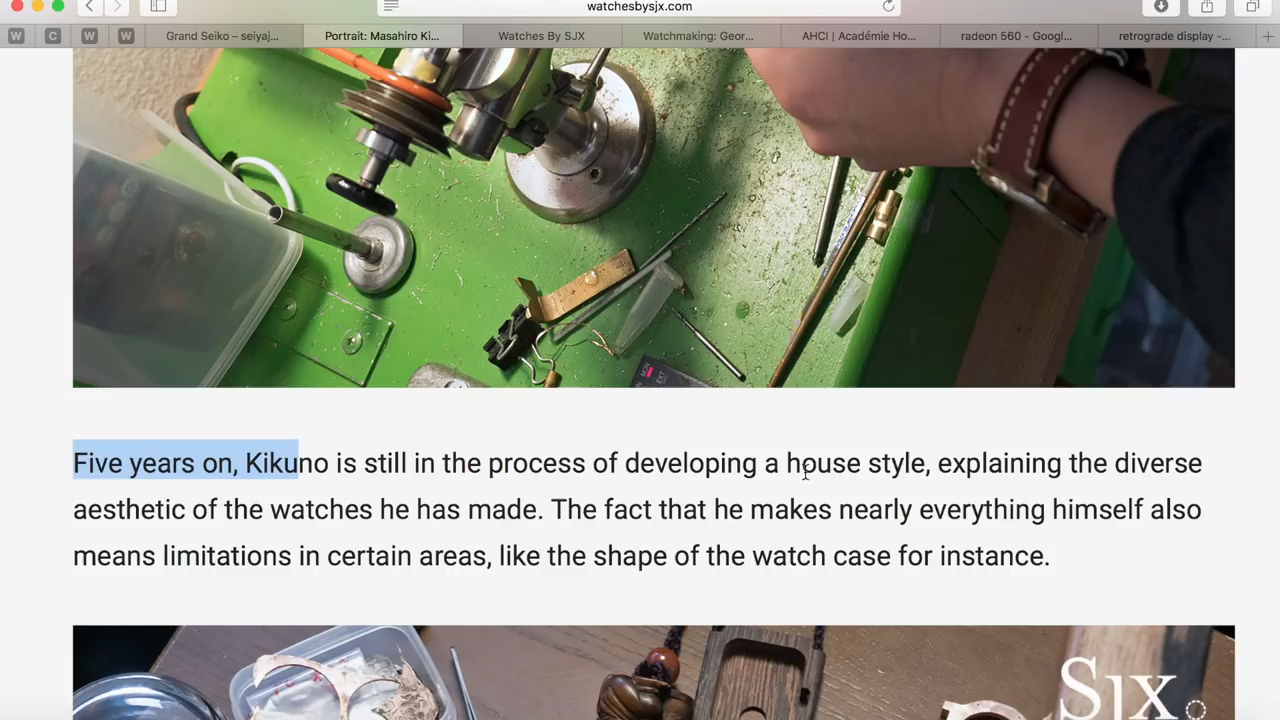 watchesbysjx.com
W C W W Grand Seiko – seiyaj... Portrait: Masahiro Ki... Watches By SJX Watchmaking: Geor... AHCI | Académie Ho... radeon 560 - Googl... retrograde display -...
Five years on, Kikuno is still in the process of developing a house style, explaining the diverse
aesthetic of the watches he has made. The fact that he makes nearly everything himself also
means limitations in certain areas, like the shape of the watch case for instance.
SJX.